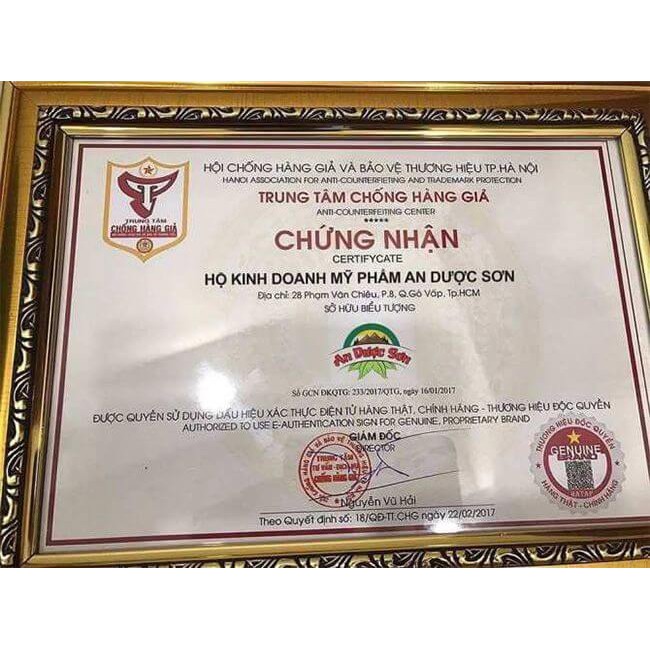 HỘI CHỐNG HÀNG GIẢ VÀ BẢO VỆ THƯƠNG HIỆU TP.HÀ NỘI
HANOI ASSOCIATION FOR ANTI-COUNTERFIETING AND TRADEMARK PROTECTION
TRUNG TÂM CHỐNG HÀNG GIẢ
ANTI-COUNTERFEITING CENTER
★★★★★
TRUNG TÂM
CHỐNG HÀNG GIẢ
CHỨNG NHẬN
CERTIFYCATE
HỘ KINH DOANH MỸ PHẨM AN DƯỢC SƠN
Địa chỉ: 28 Phạm Văn Chiêu, P.8, Q.Gò Vấp, Tp.HCM
SỞ HỮU BIỂU TƯỢNG
An Dược Sơn
Số GCN ĐKQTG: 233/2017/QTG, ngày 16/01/2017
ĐƯỢC QUYỀN SỬ DỤNG DẤU HIỆU XÁC THỰC ĐIỆN TỬ HÀNG THẬT, CHÍNH HÃNG - THƯƠNG HIỆU ĐỘC QUYỀN
AUTHORIZED TO USE E-AUTHENTICATION SIGN FOR GENUINE, PROPRIETARY BRAND
GIÁM ĐỐC
DIRECTOR
TRUNG TÂM
CHỐNG HÀNG GIẢ
THƯƠNG HIỆU ĐỘC QUYỀN
GENUINE
HÀNG THẬT - CHÍNH HÃNG
Nguyễn Vũ Hải
Theo Quyết định số: 18/QĐ-TT.CHG ngày 22/02/2017